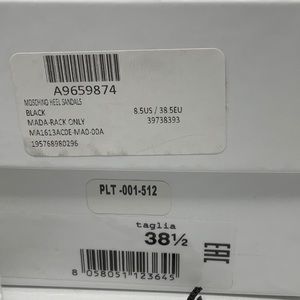 A9659874
MOSCHINO HEEL SANDALS
BLACK 8.5US / 38.5EU
MADA-RACK ONLY 39738393
MA1613AC0E-MA0-00A
195768980296
PLT -001-512
taglia
38½
EAC
8 058051 123645